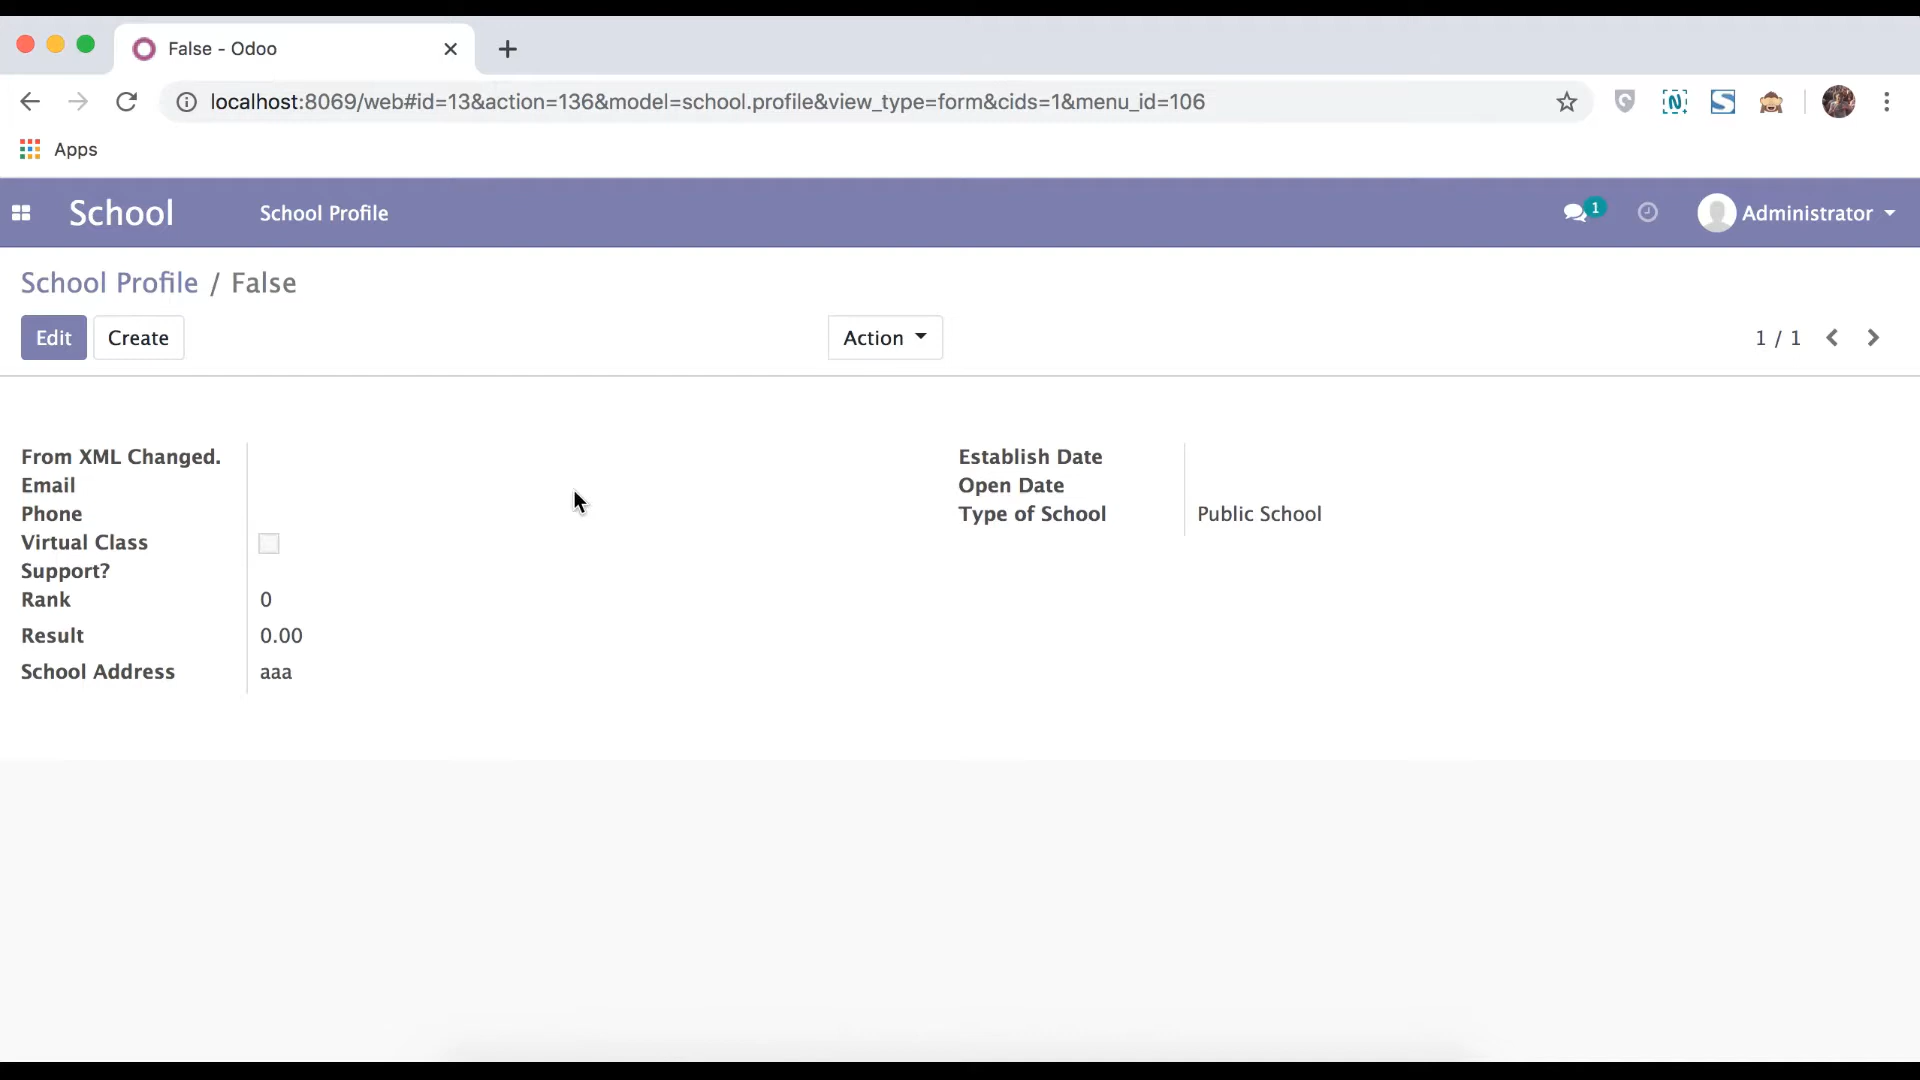 False - Odoo
localhost:8069/web#id=13&action=136&model=school.profile&view_type=form&cids=1&menu_id=106
Apps
School
School Profile
1
Administrator
School Profile / False
Edit
Create
Action
1 / 1
From XML Changed.
Email
Phone
Virtual Class
Support?
Rank
0
Result
0.00
School Address
aaa
Establish Date
Open Date
Type of School
Public School